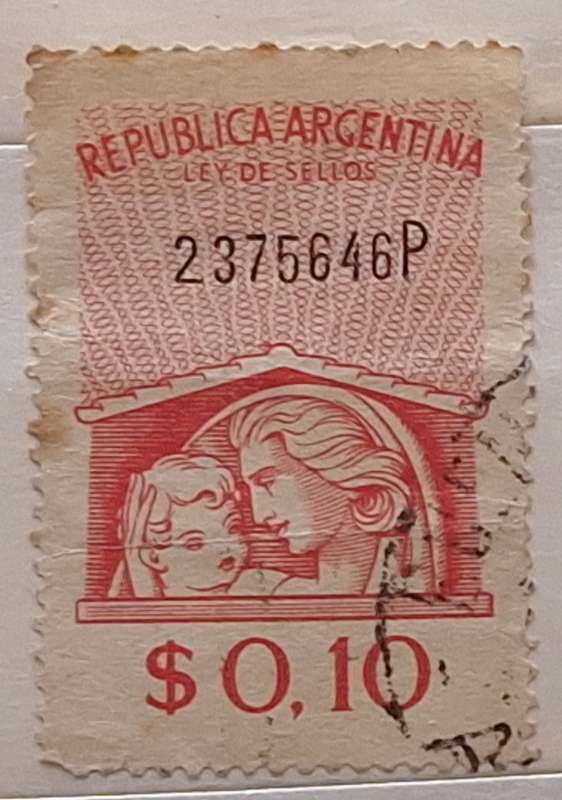 REPUBLICA ARGENTINA
LEY DE SELLOS
2375646P
$0,10